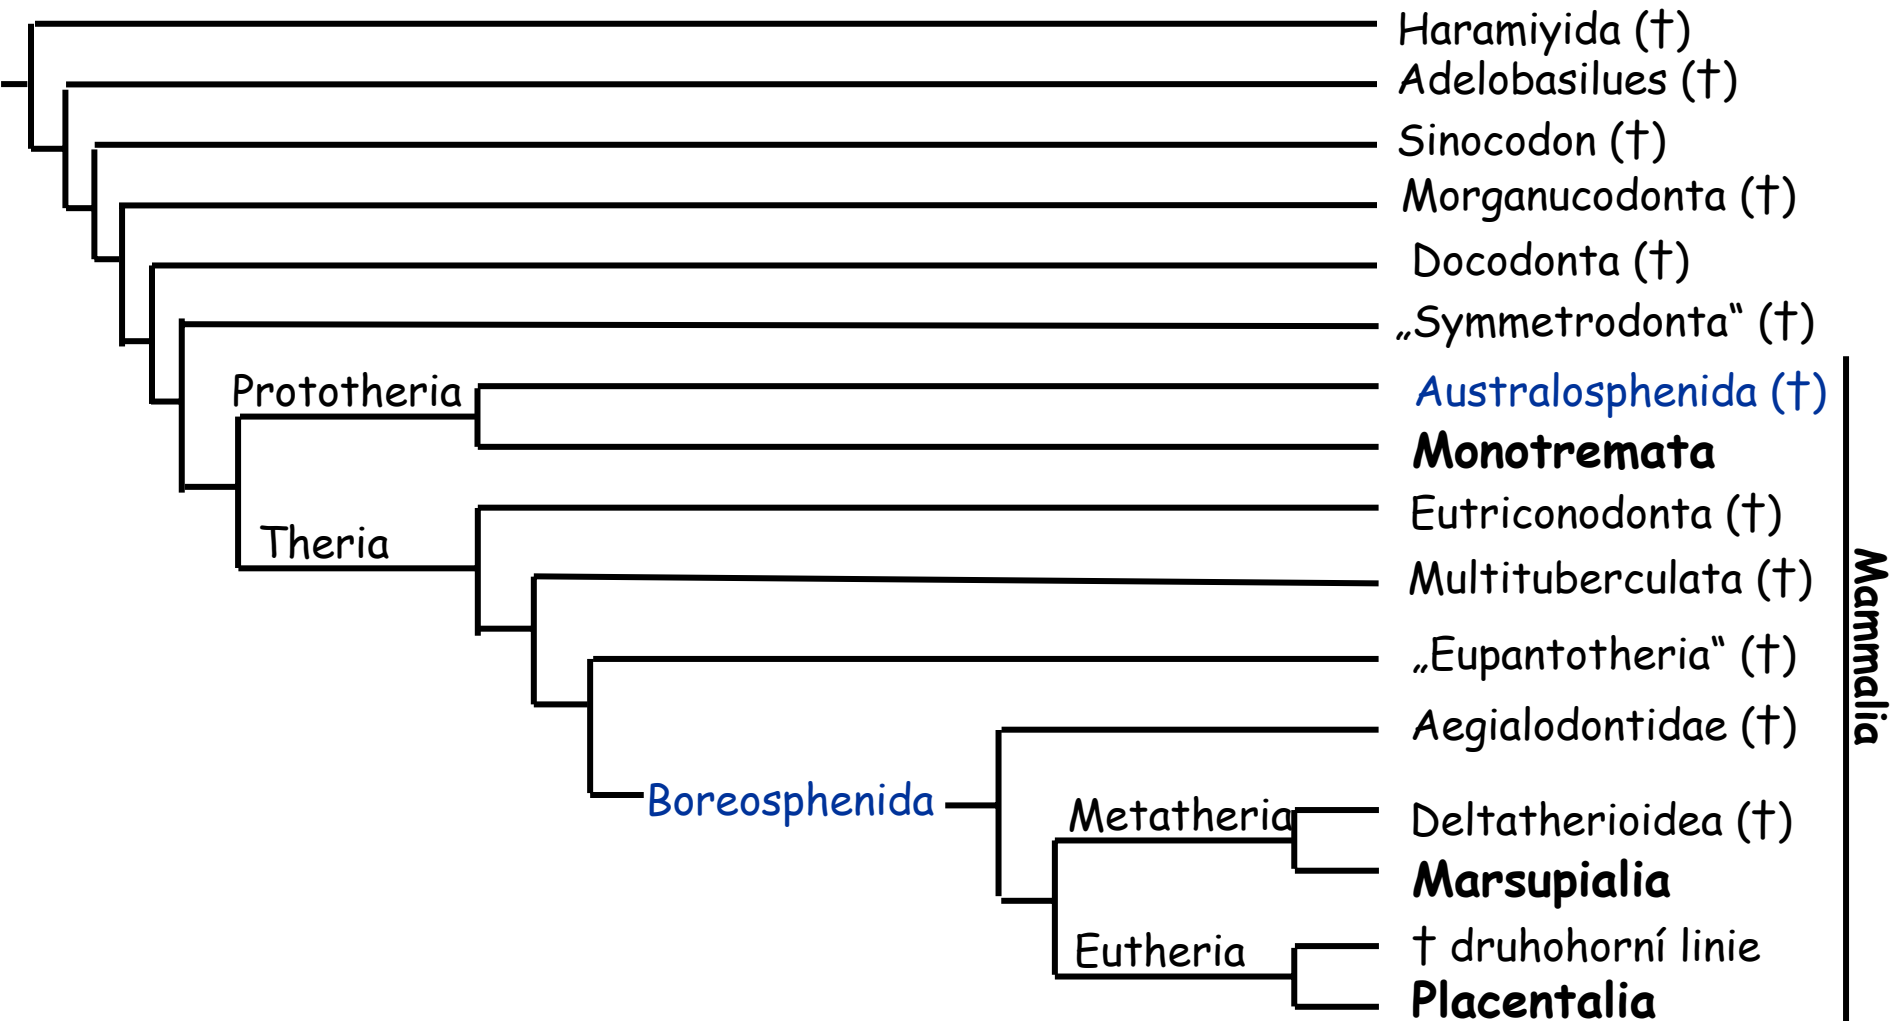 Haramiyida (†)
Adelobasilues (†)
Sinocodon (†)
Morganucodonta (†)
Docodonta (†)
„Symmetrodonta“ (†)
Prototheria
Australosphenida (†)
Monotremata
Theria
Eutriconodonta (†)
Multituberculata (†)
„Eupantotheria“ (†)
Aegialodontidae (†)
Boreosphenida
Metatheria
Deltatherioidea (†)
Marsupialia
Eutheria
† druhohorní linie
Placentalia
Mammalia